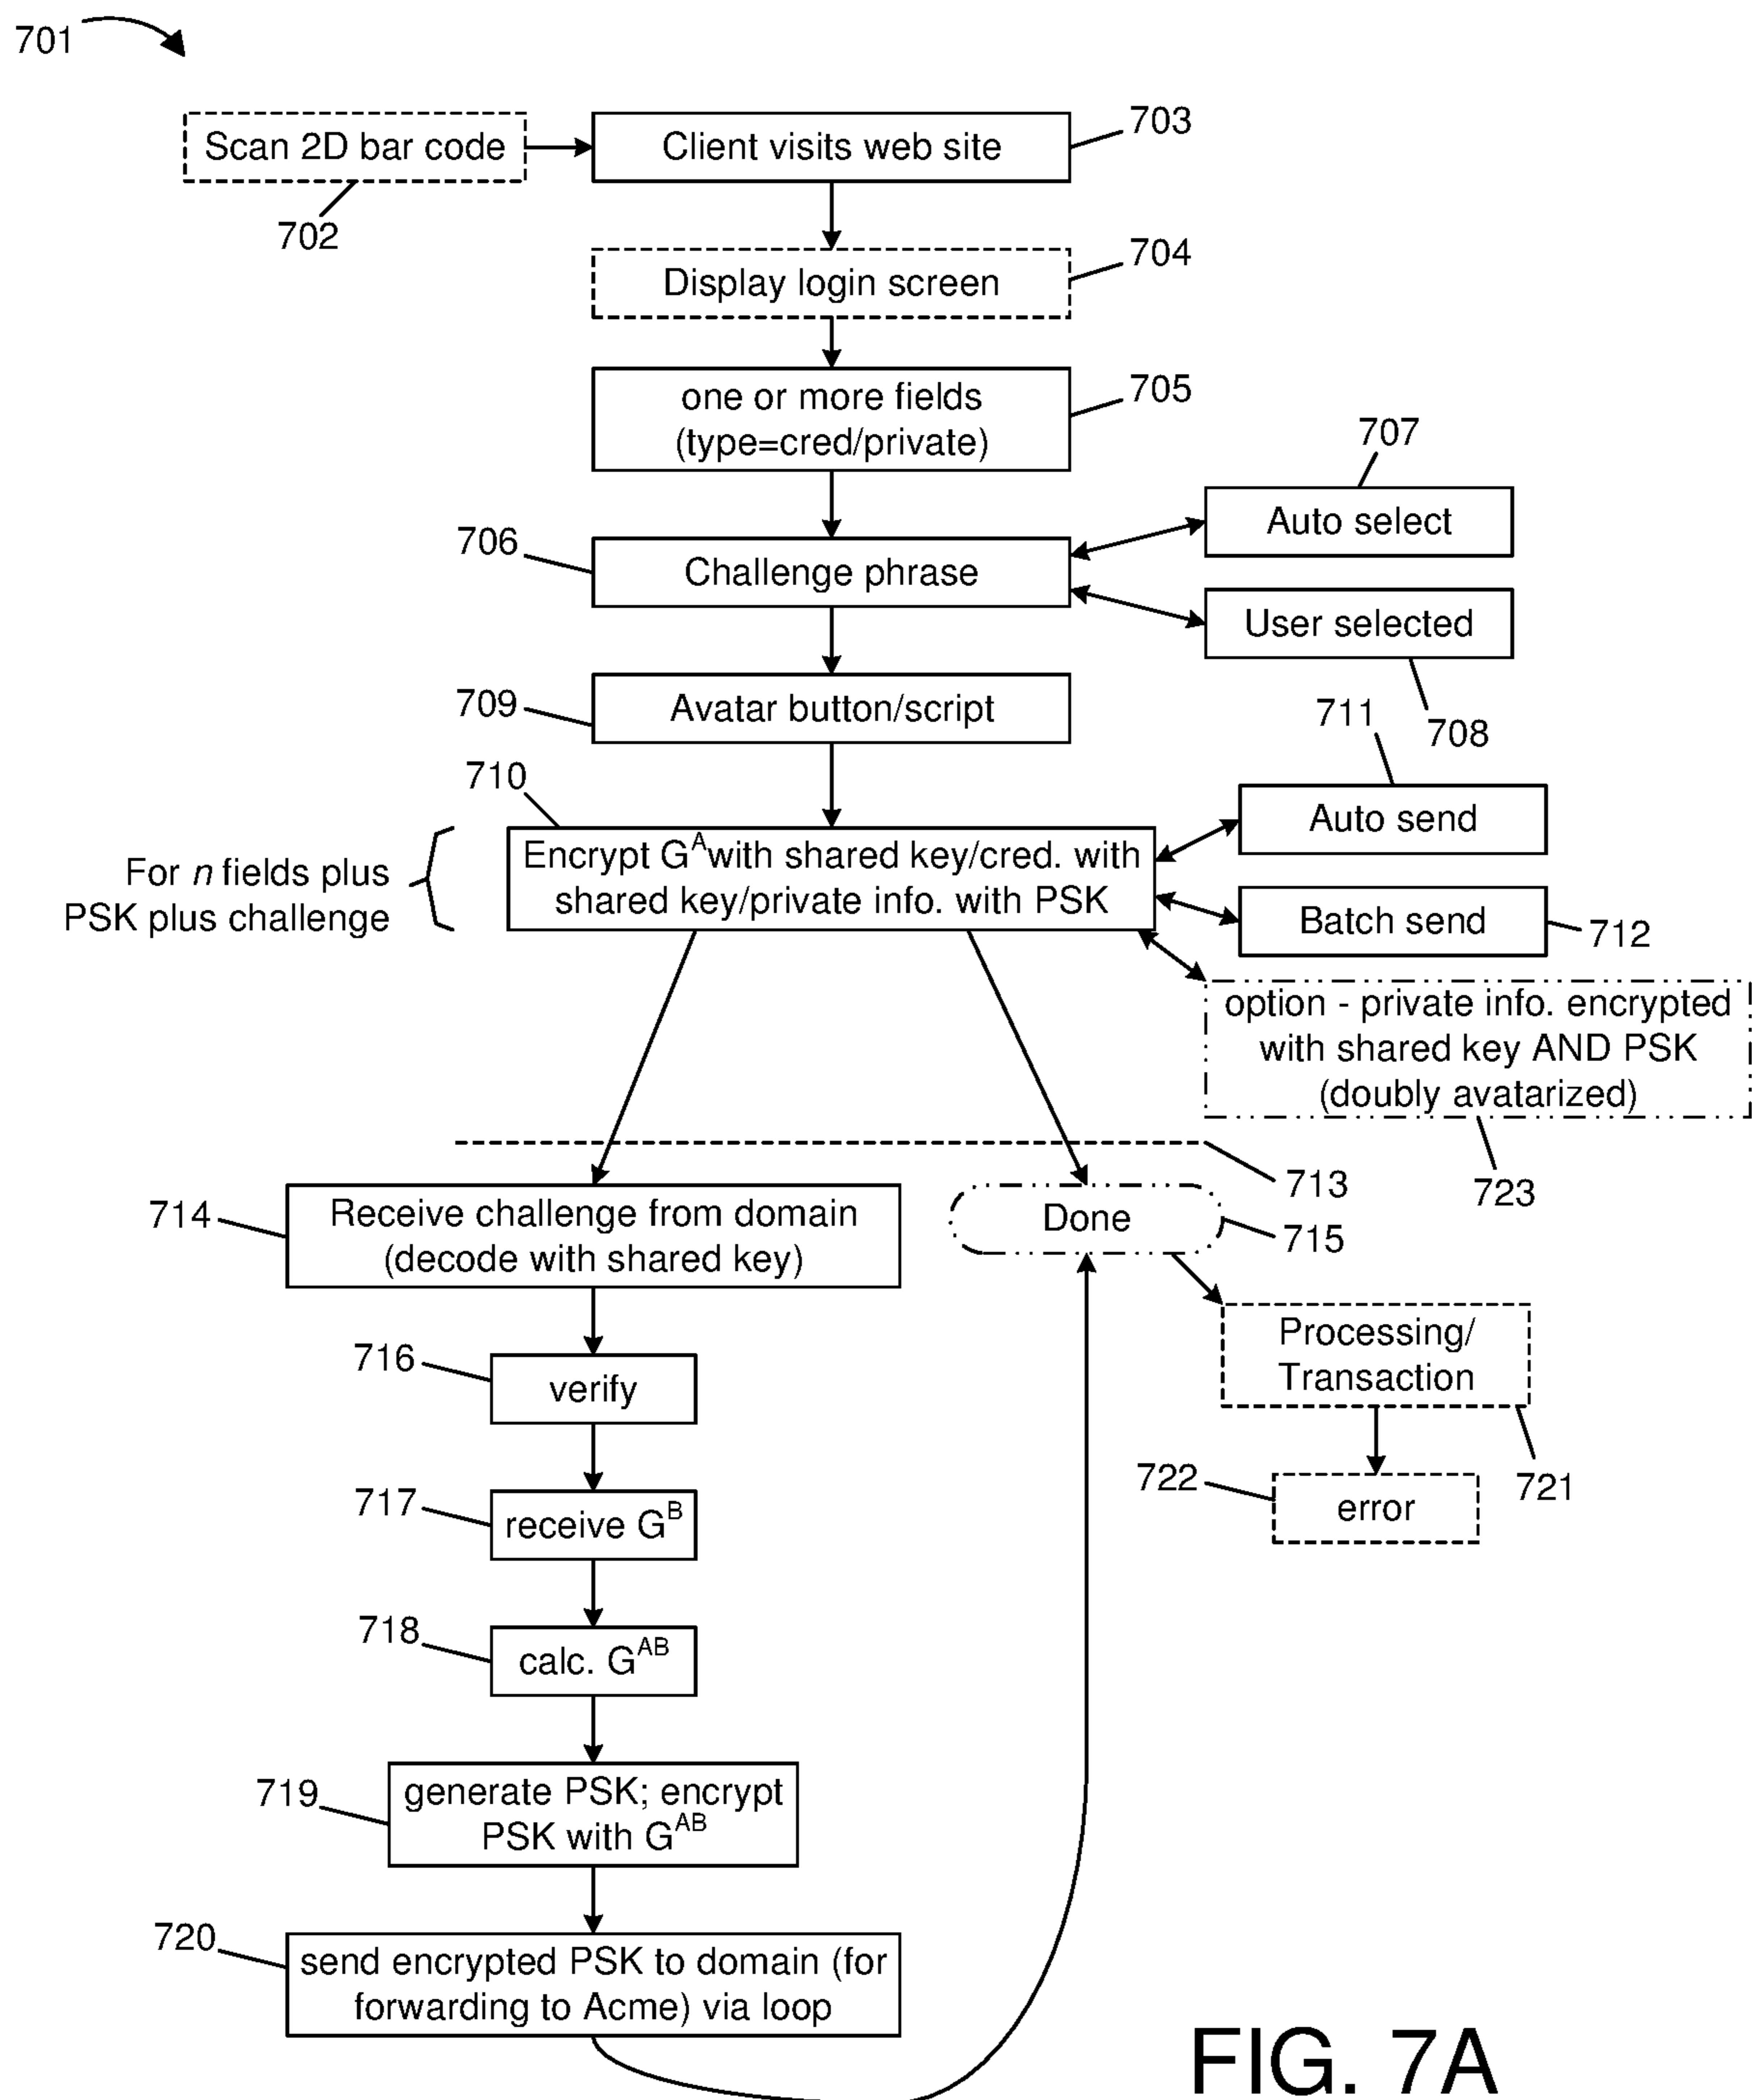 701
Scan 2D bar code
702
Client visits web site
703
Display login screen
704
one or more fields
(type=cred/private)
705
707
Auto select
706
Challenge phrase
User selected
708
709
Avatar button/script
711
710
Auto send
For n fields plus
PSK plus challenge
Encrypt G^A with shared key/cred. with
shared key/private info. with PSK
Batch send
712
option - private info. encrypted
with shared key AND PSK
(doubly avatarized)
723
713
714
Receive challenge from domain
(decode with shared key)
Done
715
716
verify
Processing/
Transaction
721
722
error
717
receive G^B
718
calc. G^AB
719
generate PSK; encrypt
PSK with G^AB
720
send encrypted PSK to domain (for
forwarding to Acme) via loop
FIG. 7A